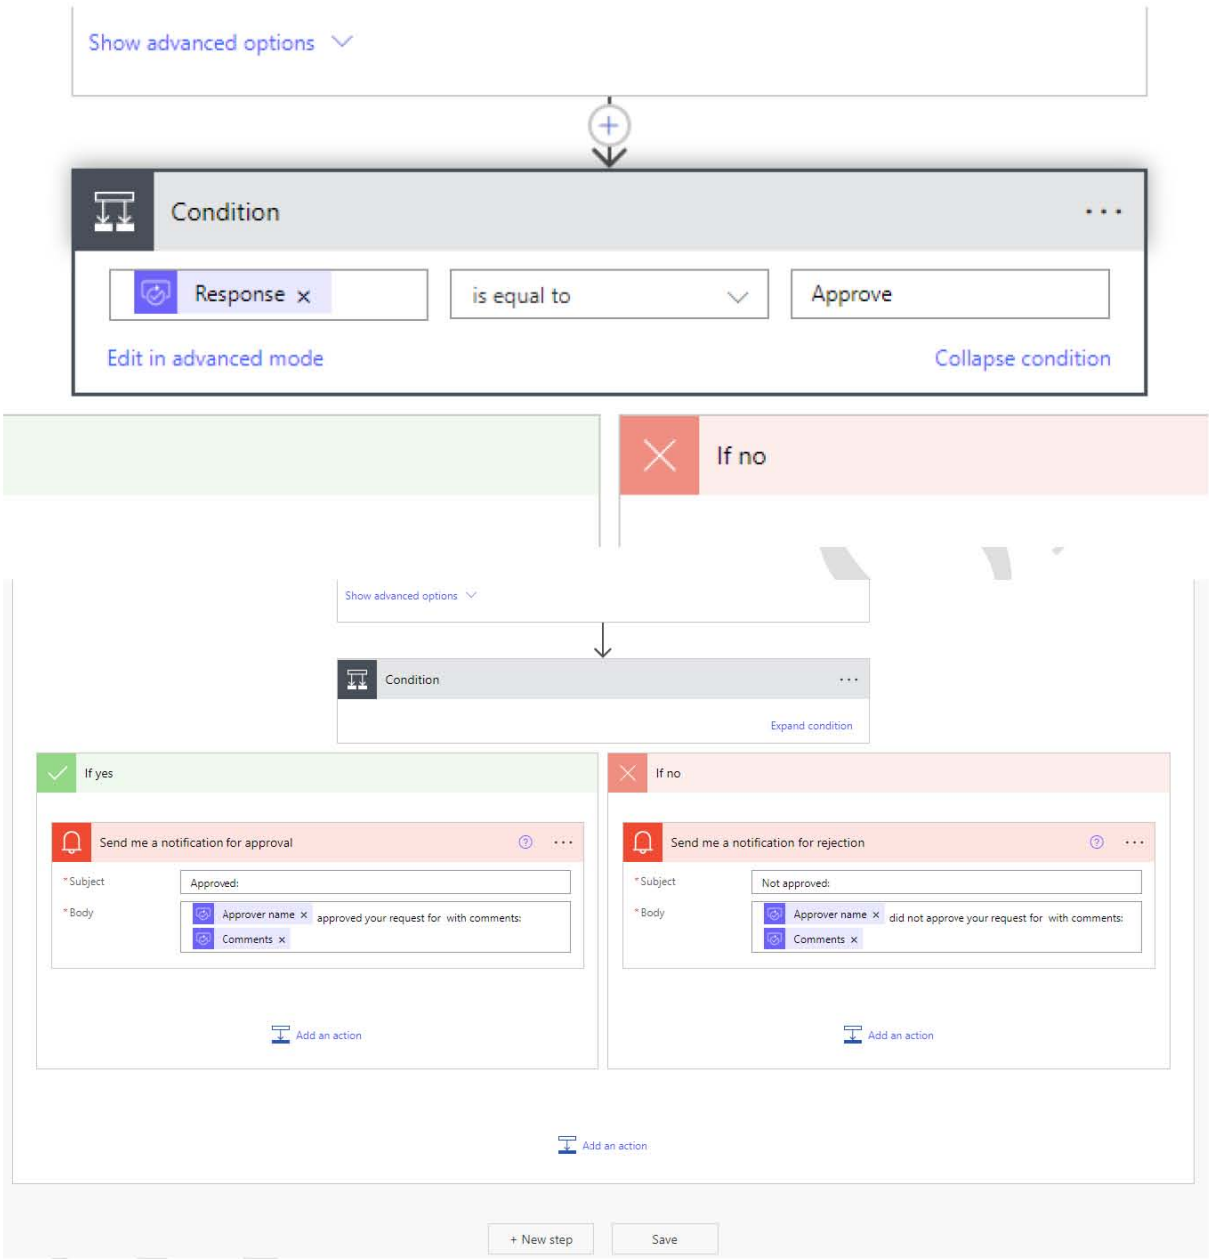 Show advanced options
Condition
Response x is equal to Approve
Edit in advanced mode Collapse condition
If no
Show advanced options
Condition
Expand condition
If yes
Send me a notification for approval
*Subject Approved:
*Body Approver name x approved your request for with comments:
Comments x
Add an action
If no
Send me a notification for rejection
*Subject Not approved:
*Body Approver name x did not approve your request for with comments:
Comments x
Add an action
Add an action
+ New step Save